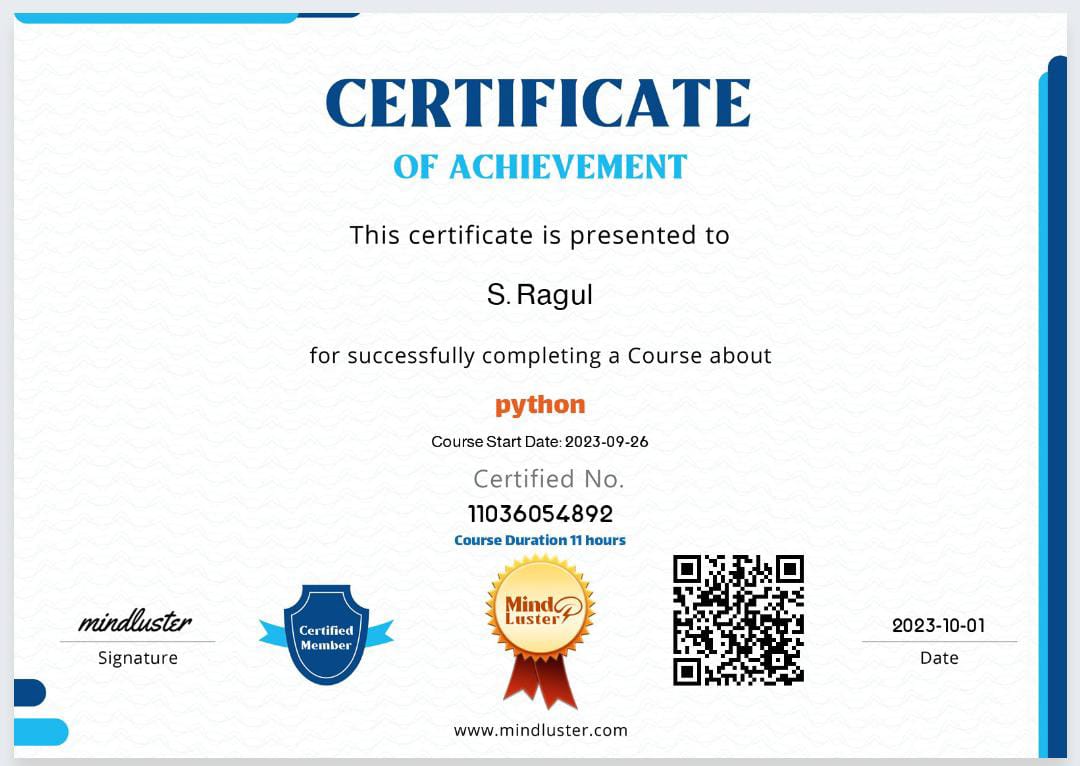 CERTIFICATE
OF ACHIEVEMENT
This certificate is presented to
S. Ragul
for successfully completing a Course about
python
Course Start Date: 2023-09-26
Certified No.
11036054892
Course Duration 11 hours
mindluster
Signature
Certified
Member
Mind
Luster
2023-10-01
Date
www.mindluster.com